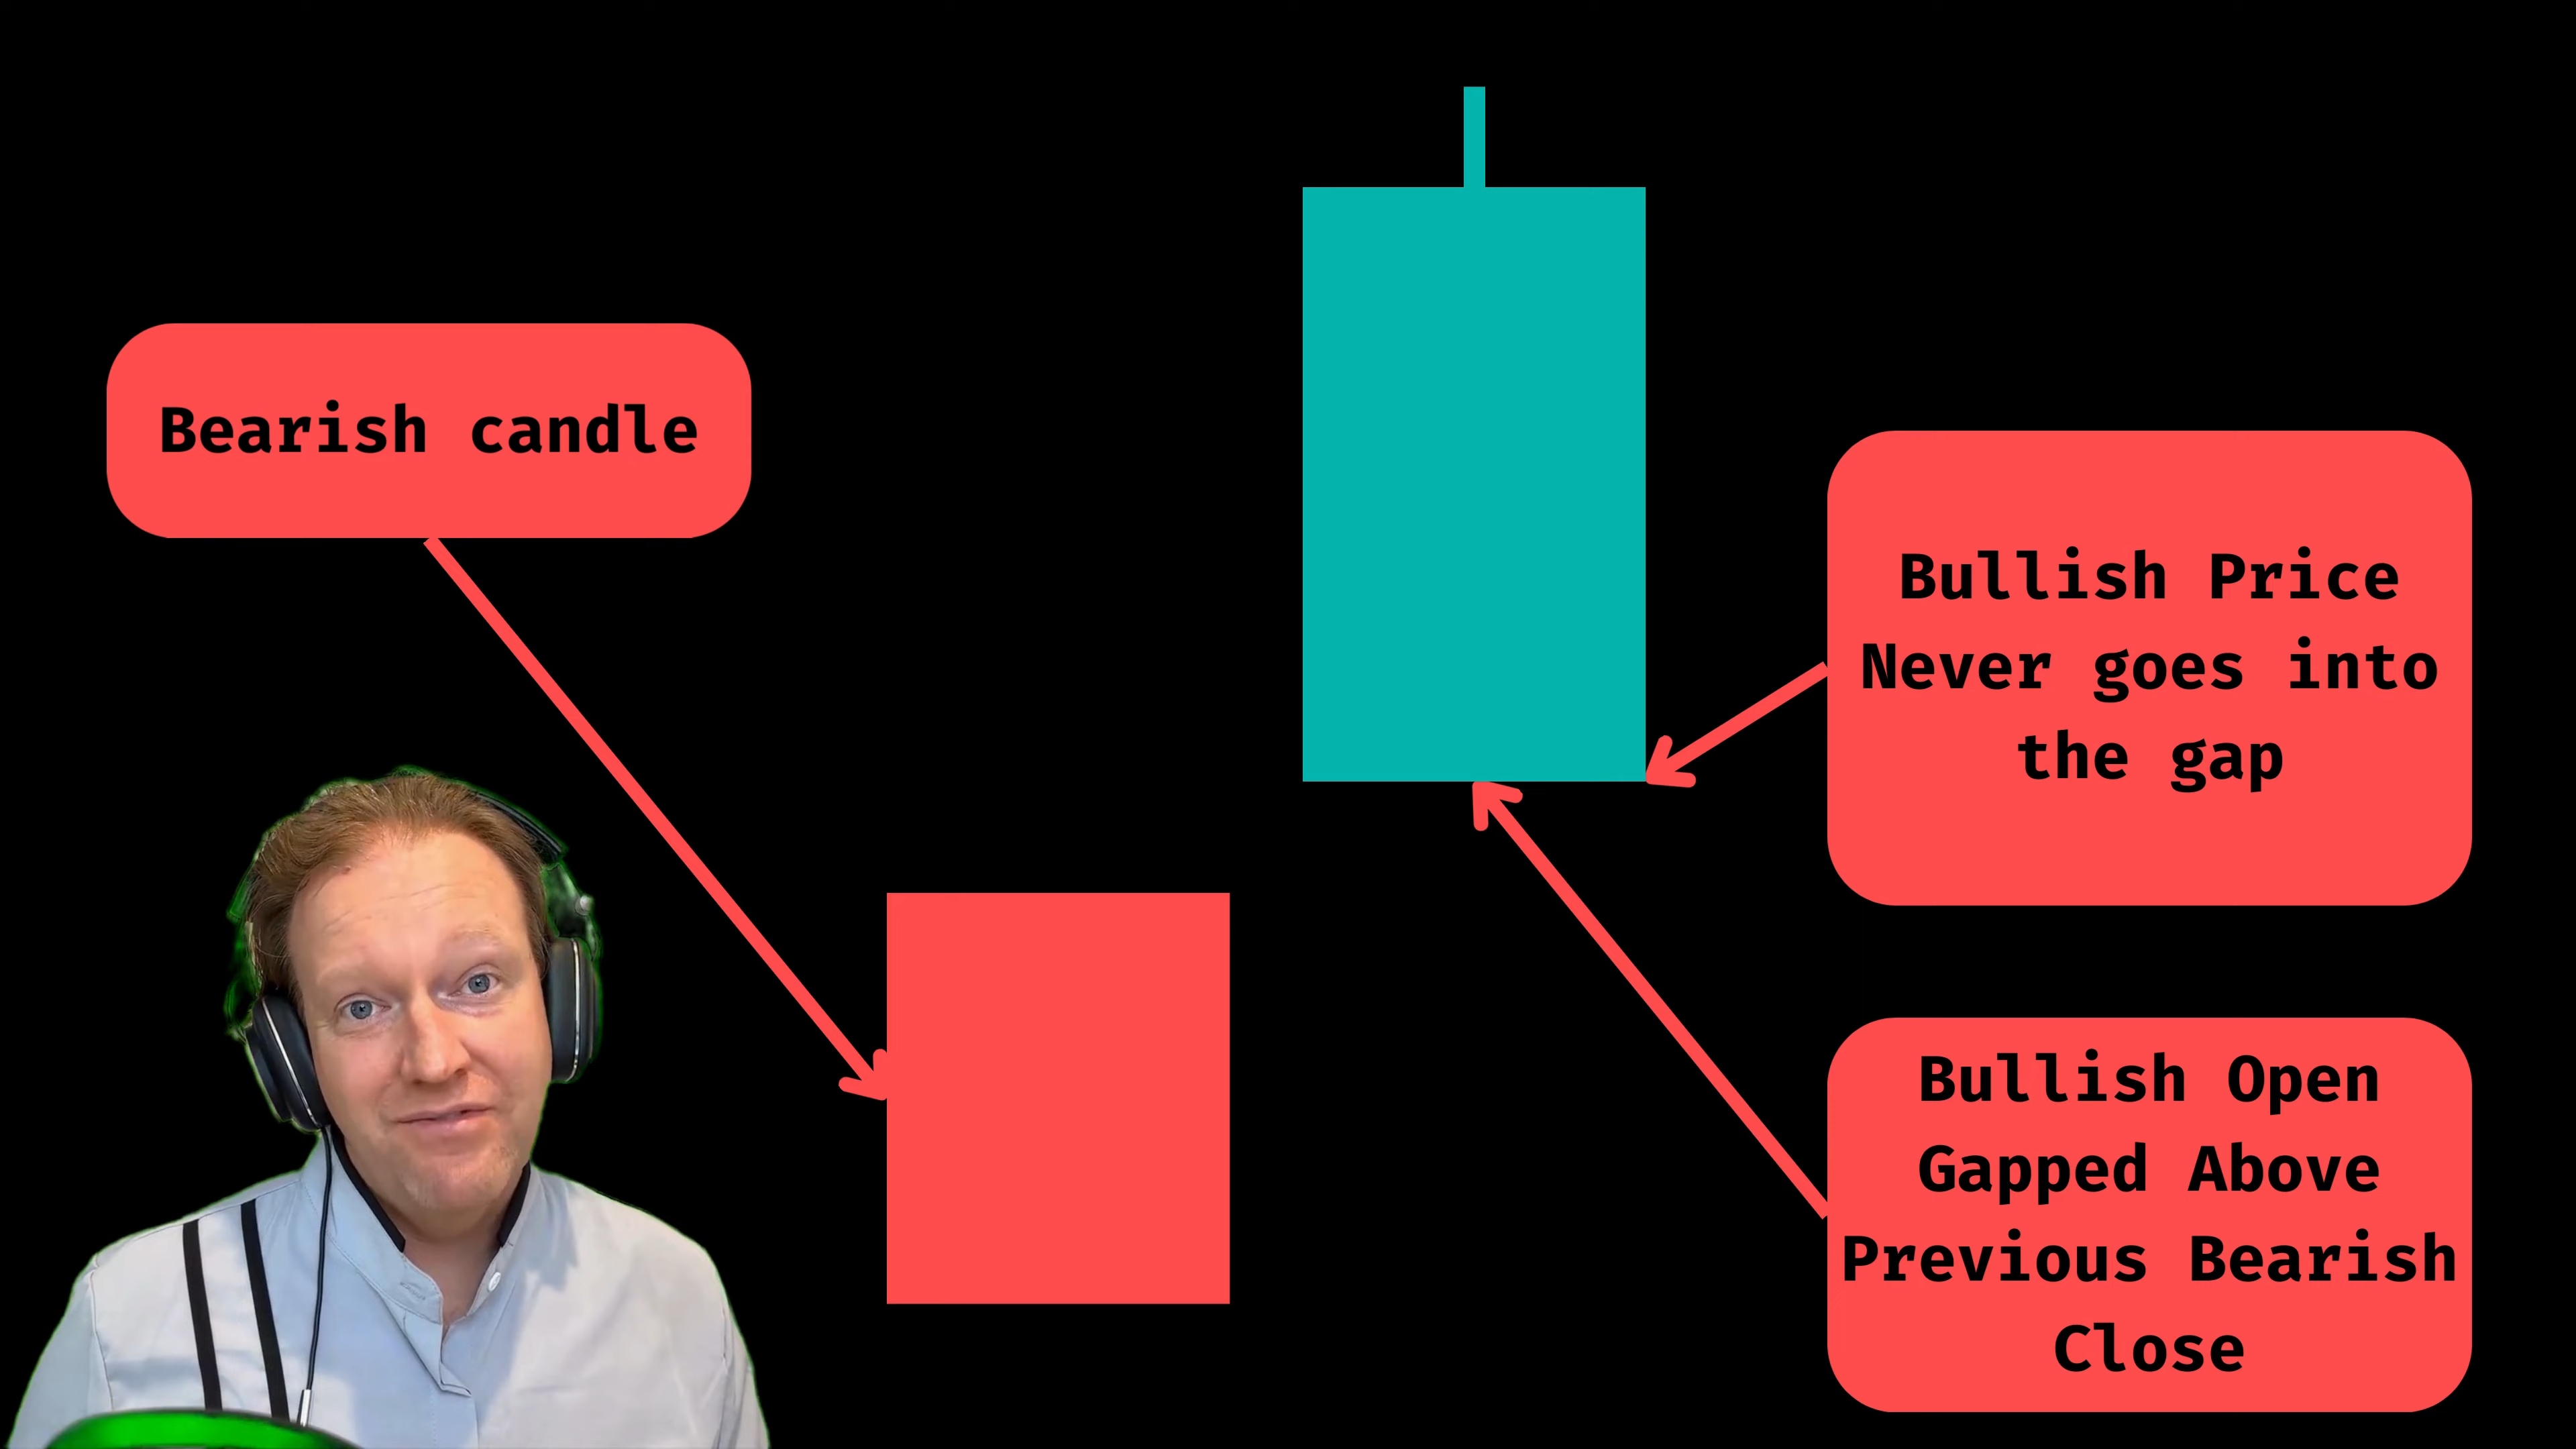 Bearish candle
Bullish Price
Never goes into
the gap
Bullish Open
Gapped Above
Previous Bearish
Close